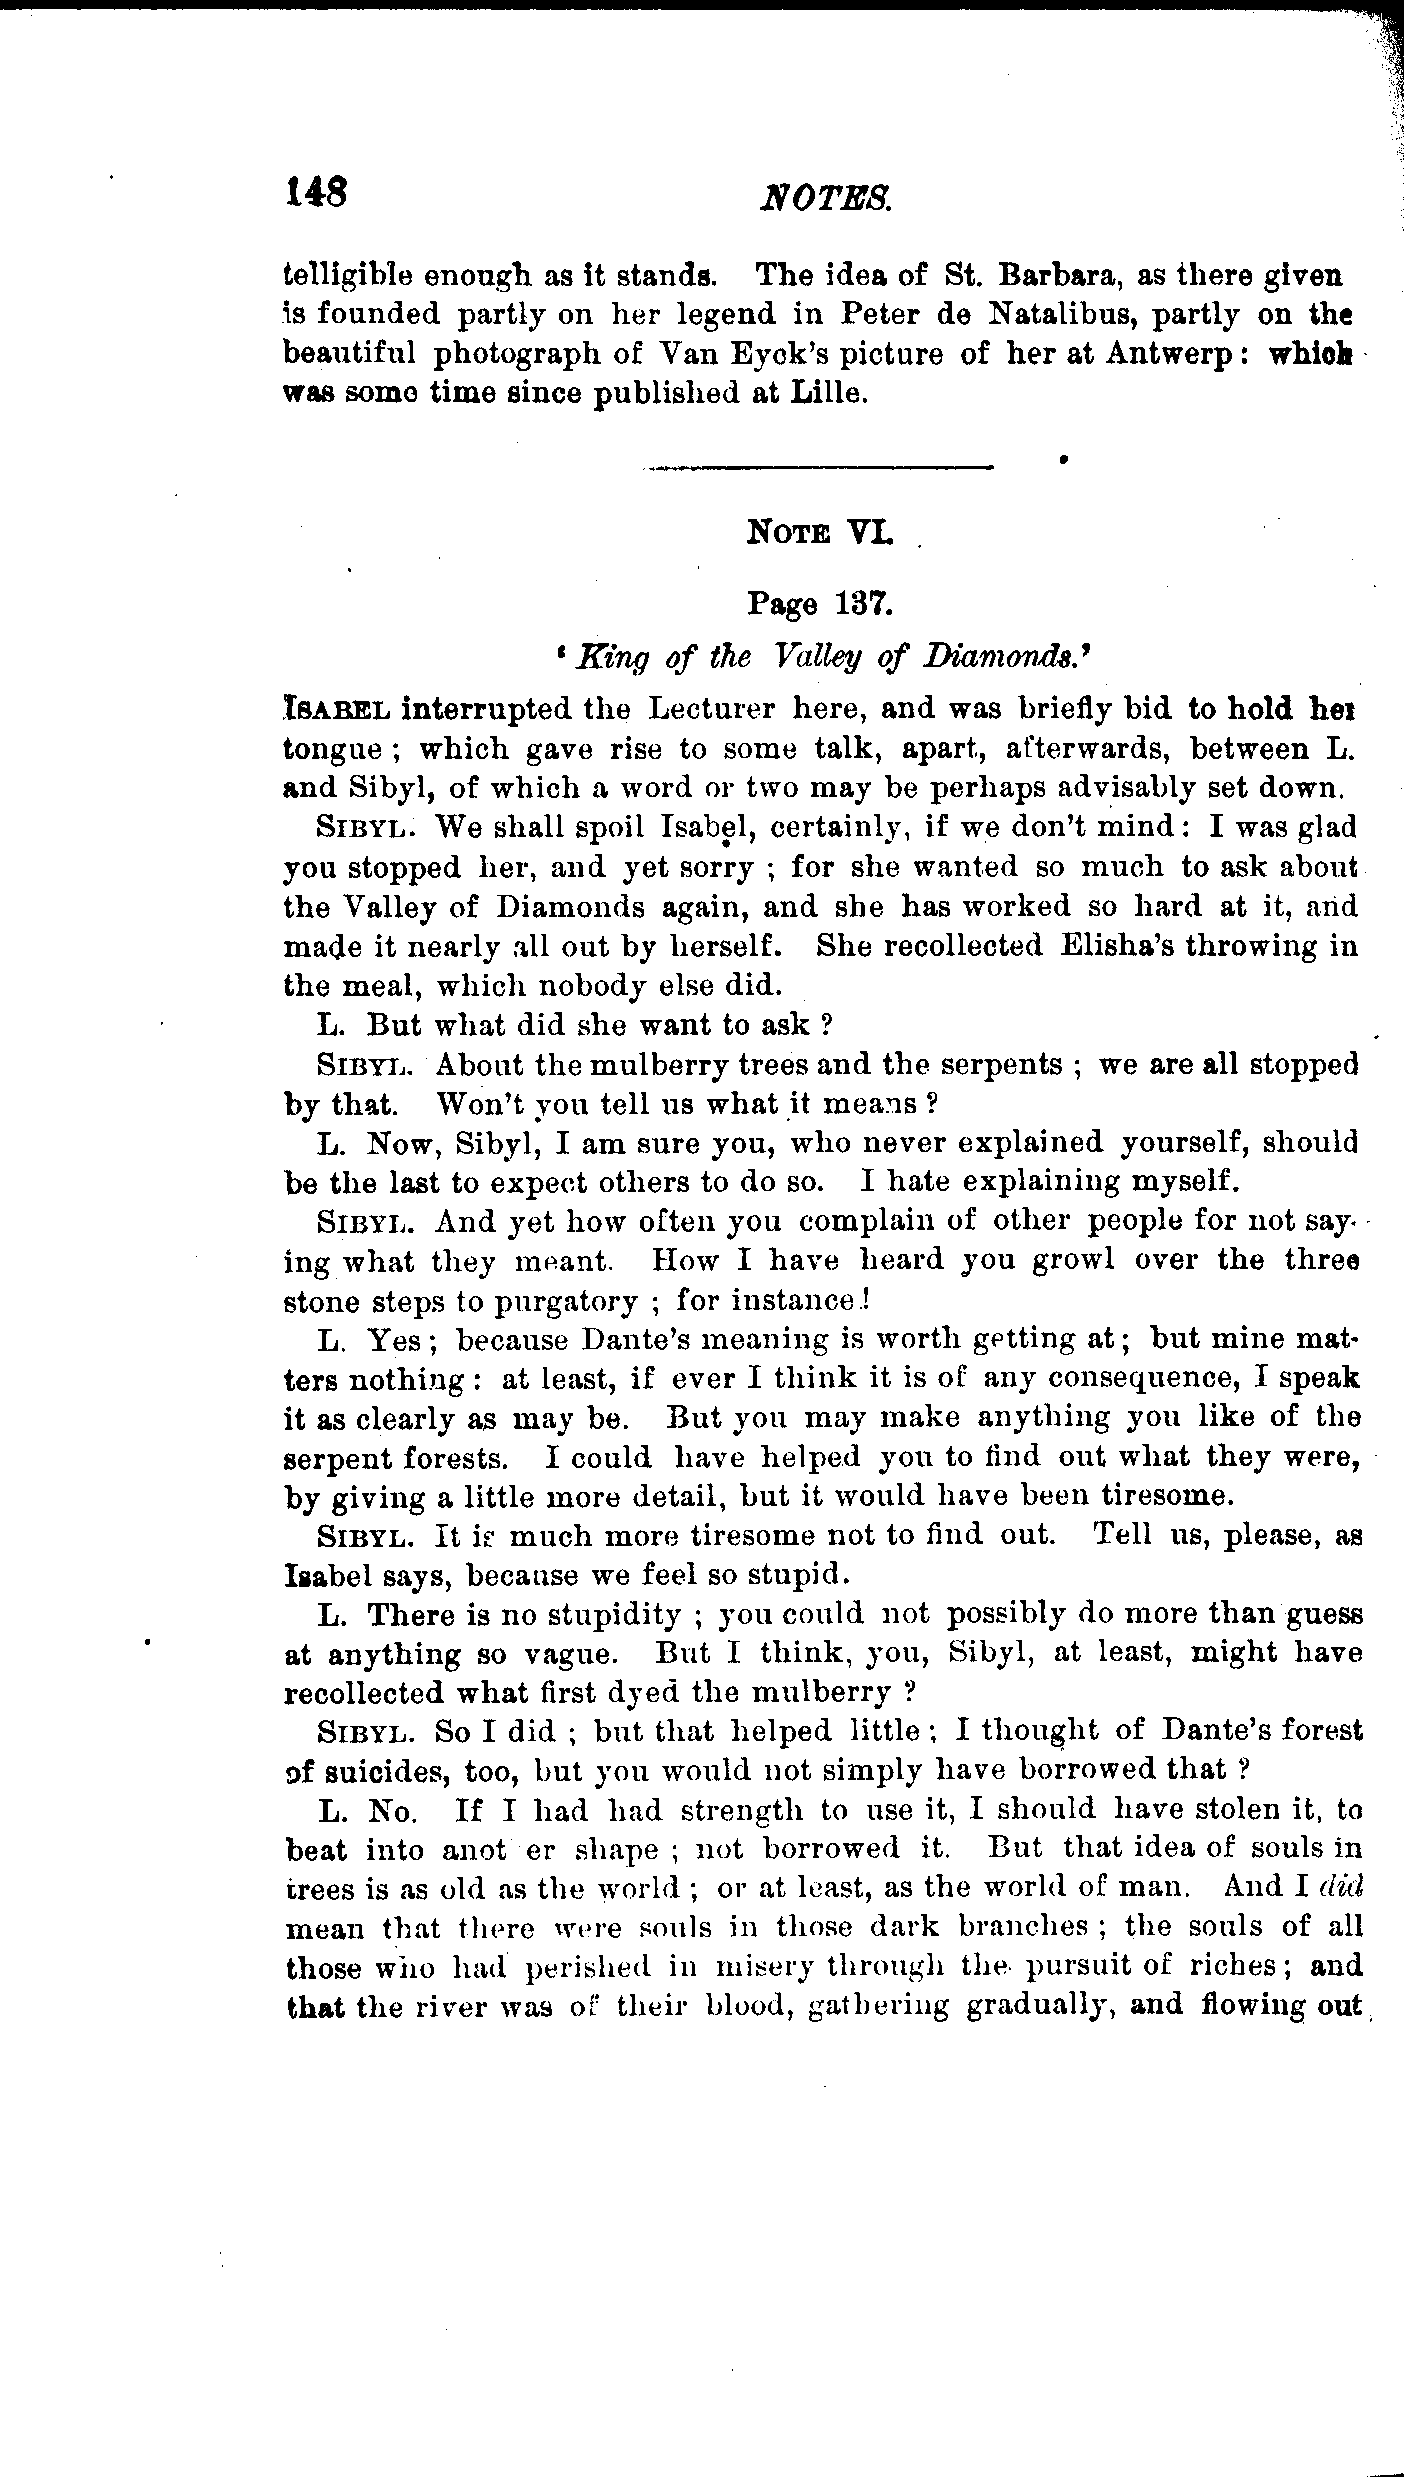 148 NOTES.
telligible enough as it stands. The idea of St. Barbara, as there given
is founded partly on her legend in Peter de Natalibus, partly on the
beautiful photograph of Van Eyck's picture of her at Antwerp: which
was some time since published at Lille.
NOTE VI.
Page 137.
'King of the Valley of Diamonds.'
ISABEL interrupted the Lecturer here, and was briefly bid to hold her
tongue; which gave rise to some talk, apart, afterwards, between L.
and Sibyl, of which a word or two may be perhaps advisably set down.
SIBYL. We shall spoil Isabel, certainly, if we don't mind: I was glad
you stopped her, and yet sorry; for she wanted so much to ask about
the Valley of Diamonds again, and she has worked so hard at it, and
made it nearly all out by herself. She recollected Elisha's throwing in
the meal, which nobody else did.
L. But what did she want to ask?
SIBYL. About the mulberry trees and the serpents; we are all stopped
by that. Won't you tell us what it means?
L. Now, Sibyl, I am sure you, who never explained yourself, should
be the last to expect others to do so. I hate explaining myself.
SIBYL. And yet how often you complain of other people for not say-
ing what they meant. How I have heard you growl over the three
stone steps to purgatory; for instance!
L. Yes; because Dante's meaning is worth getting at; but mine mat-
ters nothing: at least, if ever I think it is of any consequence, I speak
it as clearly as may be. But you may make anything you like of the
serpent forests. I could have helped you to find out what they were,
by giving a little more detail, but it would have been tiresome.
SIBYL. It is much more tiresome not to find out. Tell us, please, as
Isabel says, because we feel so stupid.
L. There is no stupidity; you could not possibly do more than guess
at anything so vague. But I think, you, Sibyl, at least, might have
recollected what first dyed the mulberry?
SIBYL. So I did; but that helped little; I thought of Dante's forest
of suicides, too, but you would not simply have borrowed that?
L. No. If I had had strength to use it, I should have stolen it, to
beat into anot er shape; not borrowed it. But that idea of souls in
trees is as old as the world; or at least, as the world of man. And I did
mean that there were souls in those dark branches; the souls of all
those who had perished in misery through the pursuit of riches; and
that the river was of their blood, gathering gradually, and flowing out